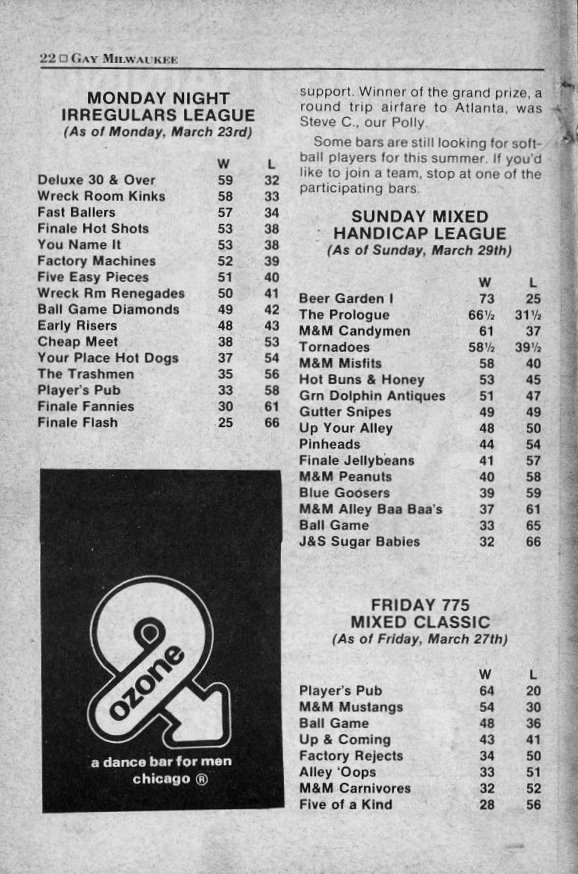 22 □ GAY MILWAUKEE
MONDAY NIGHT
IRREGULARS LEAGUE
(As of Monday, March 23rd)
W L
Deluxe 30 & Over 59 32
Wreck Room Kinks 58 33
Fast Ballers 57 34
Finale Hot Shots 53 38
You Name It 53 38
Factory Machines 52 39
Five Easy Pieces 51 40
Wreck Rm Renegades 50 41
Ball Game Diamonds 49 42
Early Risers 48 43
Cheap Meet 38 53
Your Place Hot Dogs 37 54
The Trashmen 35 56
Player's Pub 33 58
Finale Fannies 30 61
Finale Flash 25 66
ozone
a dance bar for men
chicago ®
support. Winner of the grand prize, a
round trip airfare to Atlanta, was
Steve C., our Polly.
Some bars are still looking for soft-
ball players for this summer. If you'd
like to join a team, stop at one of the
participating bars.
SUNDAY MIXED
HANDICAP LEAGUE
(As of Sunday, March 29th)
W L
Beer Garden I 73 25
The Prologue 66½ 31½
M&M Candymen 61 37
Tornadoes 58½ 39½
M&M Misfits 58 40
Hot Buns & Honey 53 45
Grn Dolphin Antiques 51 47
Gutter Snipes 49 49
Up Your Alley 48 50
Pinheads 44 54
Finale Jellybeans 41 57
M&M Peanuts 40 58
Blue Goosers 39 59
M&M Alley Baa Baa's 37 61
Ball Game 33 65
J&S Sugar Babies 32 66
FRIDAY 775
MIXED CLASSIC
(As of Friday, March 27th)
W L
Player's Pub 64 20
M&M Mustangs 54 30
Ball Game 48 36
Up & Coming 43 41
Factory Rejects 34 50
Alley 'Oops 33 51
M&M Carnivores 32 52
Five of a Kind 28 56